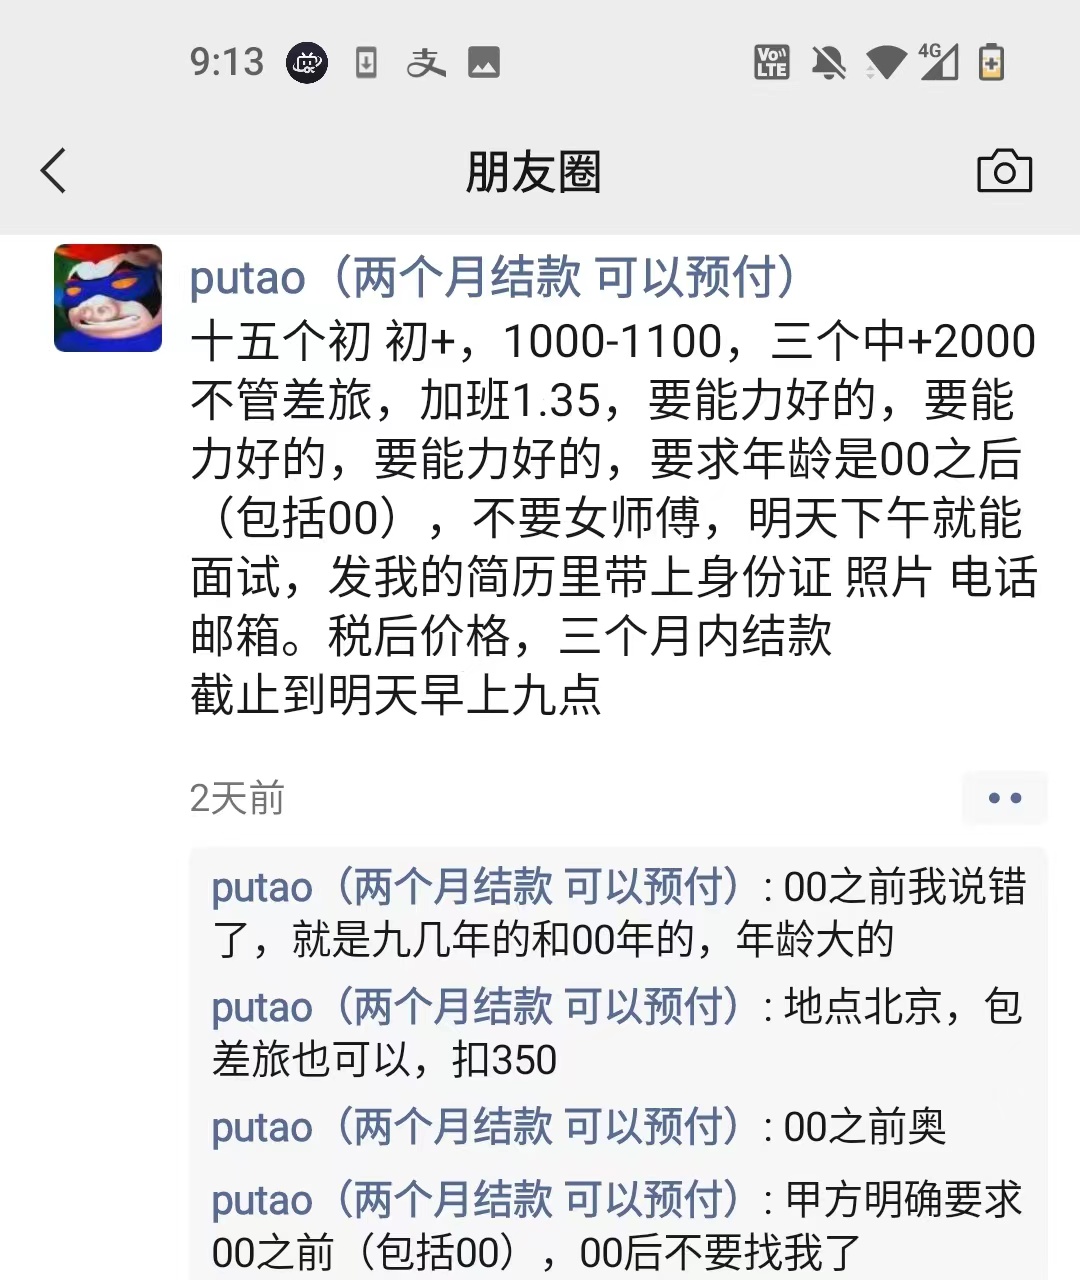 9:13
VoLTE
4G
朋友圈
putao（两个月结款 可以预付）
十五个初 初+，1000-1100，三个中+2000
不管差旅，加班1.35，要能力好的，要能
力好的，要能力好的，要求年龄是00之后
（包括00），不要女师傅，明天下午就能
面试，发我的简历里带上身份证 照片 电话
邮箱。税后价格，三个月内结款
截止到明天早上九点
2天前
putao（两个月结款 可以预付）: 00之前我说错
了，就是九几年的和00年的，年龄大的
putao（两个月结款 可以预付）: 地点北京，包
差旅也可以，扣350
putao（两个月结款 可以预付）: 00之前奥
putao（两个月结款 可以预付）: 甲方明确要求
00之前（包括00），00后不要找我了